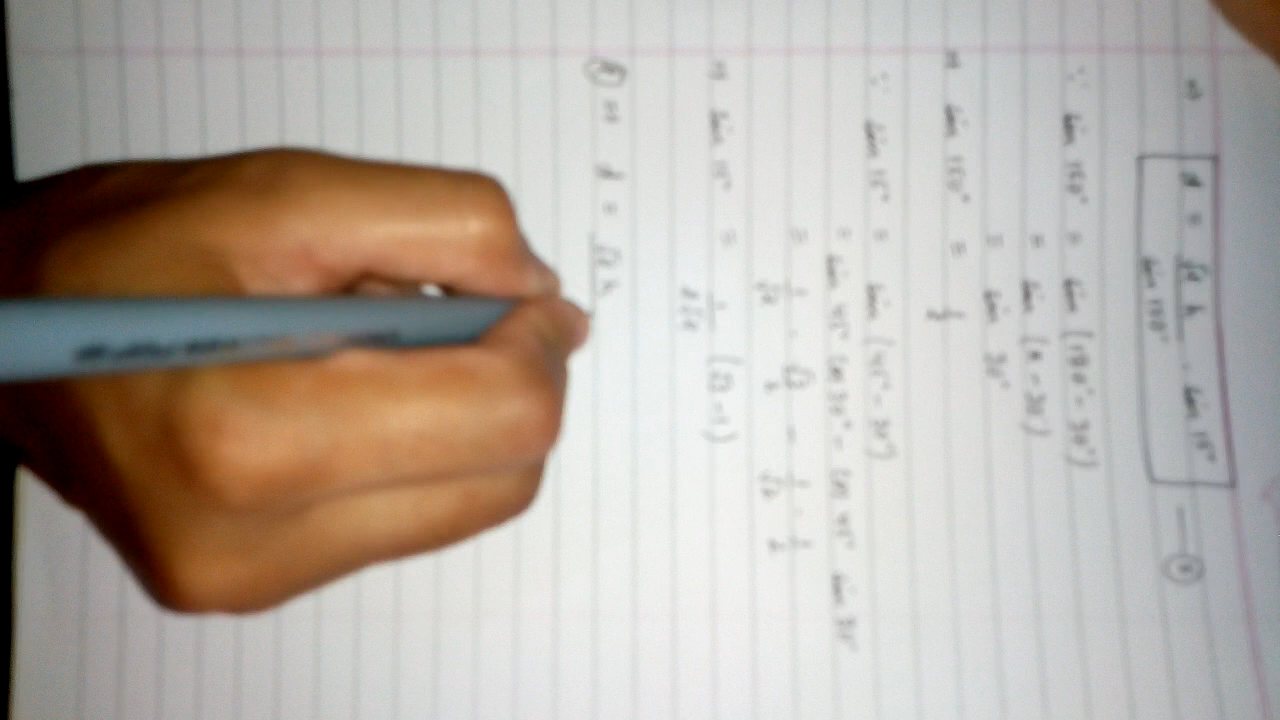 ⇒ d = √2 h / sin 150° . sin 15° —
∵ sin 150° = sin (180° - 30°)
= sin (π - 30°)
= sin 30°
⇒ sin 150° = 1/2
∵ sin 15° = sin (45° - 30°)
= sin 45° cos 30° - cos 45° sin 30°
= 1/√2 . √3/2 - 1/√2 . 1/2
⇒ sin 15° = 1/2√2 (√3 - 1)
⇒ d = √2 h